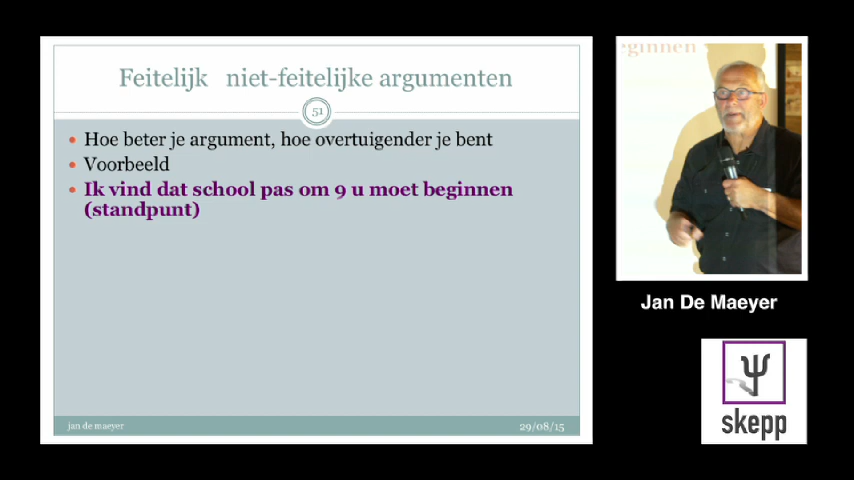 Feitelijk niet-feitelijke argumenten
51
Hoe beter je argument, hoe overtuigender je bent
Voorbeeld
Ik vind dat school pas om 9 u moet beginnen
(standpunt)
jan de maeyer
29/08/15
eginnen
Jan De Maeyer
skepp